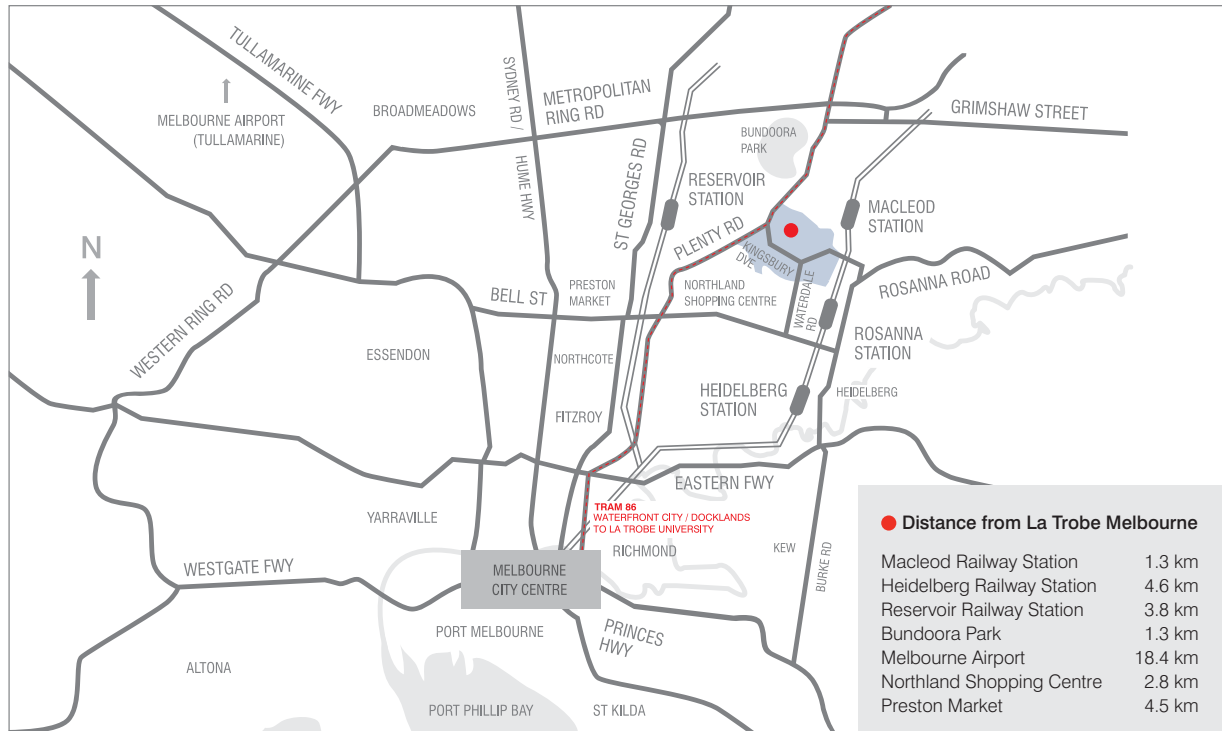 TULLAMARINE FWY
MELBOURNE AIRPORT
(TULLAMARINE)
BROADMEADOWS
SYDNEY RD /
HUME HWY
METROPOLITAN
RING RD
ST GEORGES RD
GRIMSHAW STREET
BUNDOORA
PARK
RESERVOIR
STATION
MACLEOD
STATION
PLENTY RD
KINGSBURY
DVE
N
WESTERN RING RD
BELL ST
PRESTON
MARKET
NORTHLAND
SHOPPING CENTRE
WATERDALE
RD
ROSANNA ROAD
ROSANNA
STATION
ESSENDON
NORTHCOTE
HEIDELBERG
STATION
HEIDELBERG
FITZROY
EASTERN FWY
YARRAVILLE
TRAM 86
WATERFRONT CITY / DOCKLANDS
TO LA TROBE UNIVERSITY
RICHMOND
KEW
BURKE RD
WESTGATE FWY
MELBOURNE
CITY CENTRE
PORT MELBOURNE
PRINCES
HWY
ALTONA
PORT PHILLIP BAY
ST KILDA
Distance from La Trobe Melbourne
Macleod Railway Station 1.3 km
Heidelberg Railway Station 4.6 km
Reservoir Railway Station 3.8 km
Bundoora Park 1.3 km
Melbourne Airport 18.4 km
Northland Shopping Centre 2.8 km
Preston Market 4.5 km